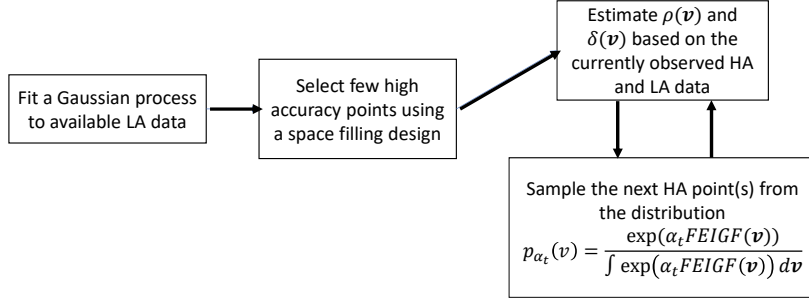 Fit a Gaussian process
to available LA data
Select few high
accuracy points using
a space filling design
Estimate ρ(𝒗) and
δ(𝒗) based on the
currently observed HA
and LA data
Sample the next HA point(s) from
the distribution
p_{α_t}(v) = exp(α_t FEIGF(𝒗)) / ∫ exp(α_t FEIGF(𝒗)) d𝒗